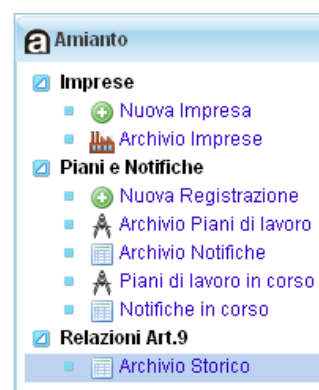 a Amianto
Imprese
Nuova Impresa
Archivio Imprese
Piani e Notifiche
Nuova Registrazione
Archivio Piani di lavoro
Archivio Notifiche
Piani di lavoro in corso
Notifiche in corso
Relazioni Art.9
Archivio Storico